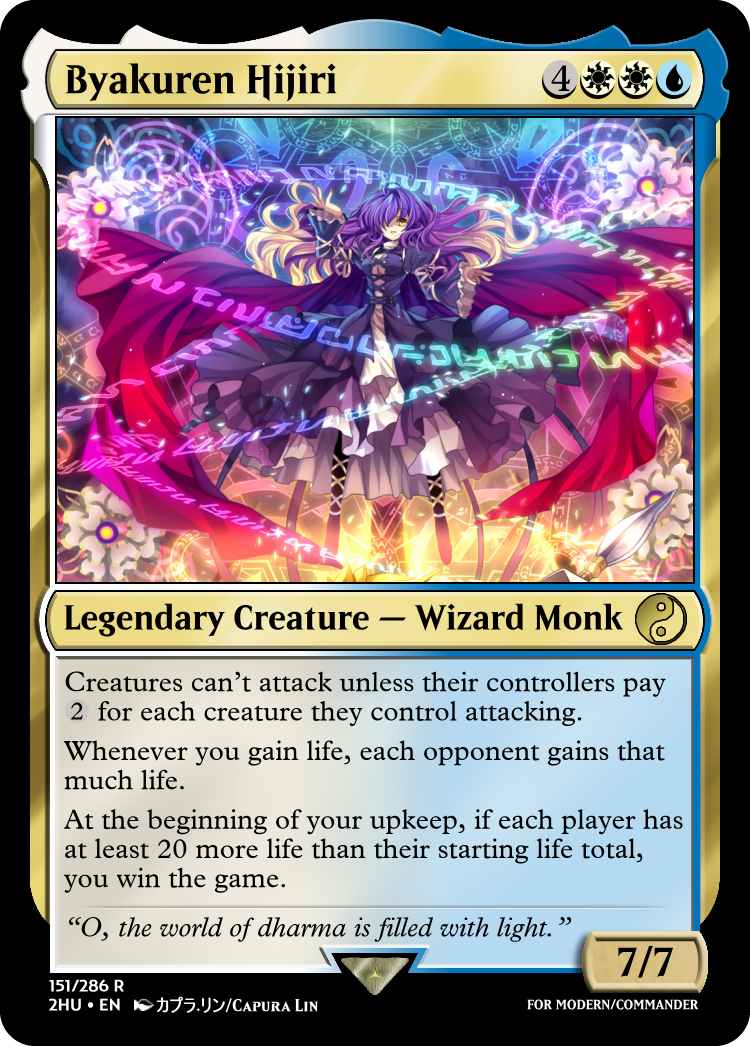 Byakuren Hijiri 4
Legendary Creature — Wizard Monk
Creatures can't attack unless their controllers pay
2 for each creature they control attacking.
Whenever you gain life, each opponent gains that
much life.
At the beginning of your upkeep, if each player has
at least 20 more life than their starting life total,
you win the game.
“O, the world of dharma is filled with light.”
7/7
151/286 R
2HU • EN カプラ.リン/Capura Lin
FOR MODERN/COMMANDER